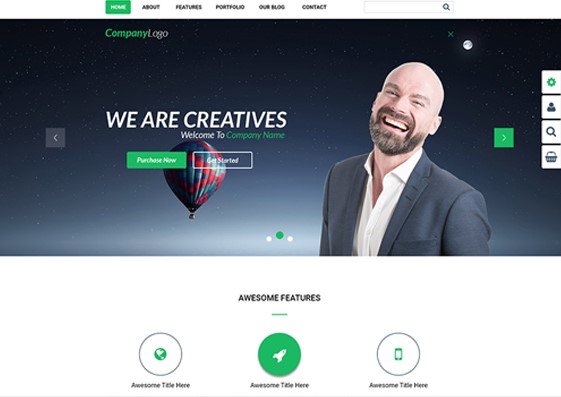 HOME ABOUT FEATURES PORTFOLIO OUR BLOG CONTACT
CompanyLogo
WE ARE CREATIVES
Welcome To Company Name
Purchase Now Get Started
AWESOME FEATURES
Awesome Title Here Awesome Title Here Awesome Title Here